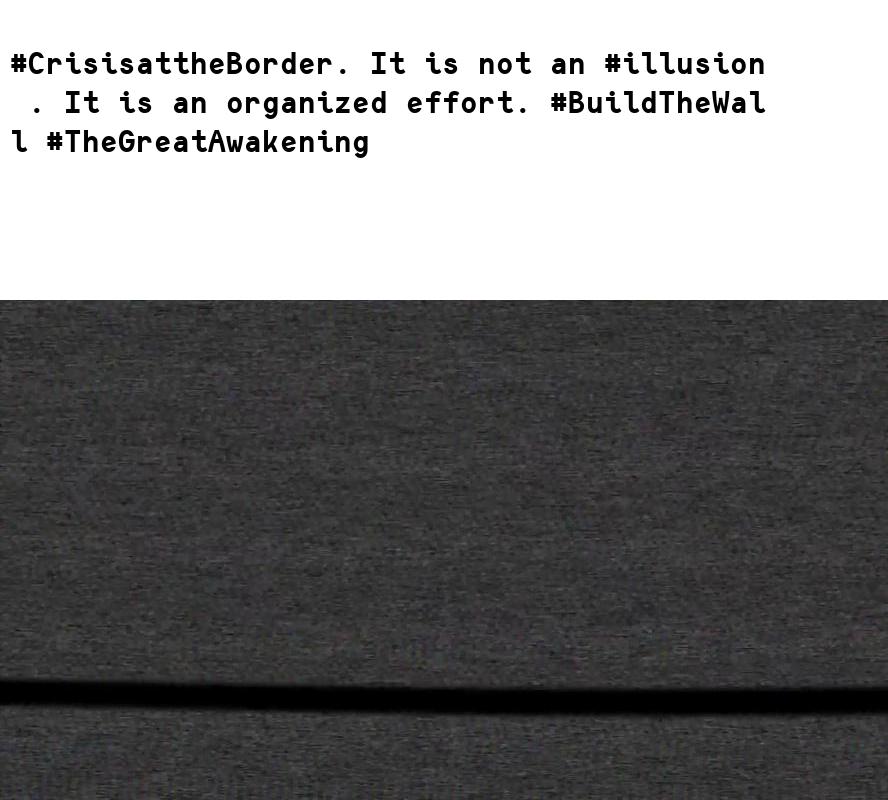 #CrisisattheBorder. It is not an #illusion
. It is an organized effort. #BuildTheWal
l #TheGreatAwakening